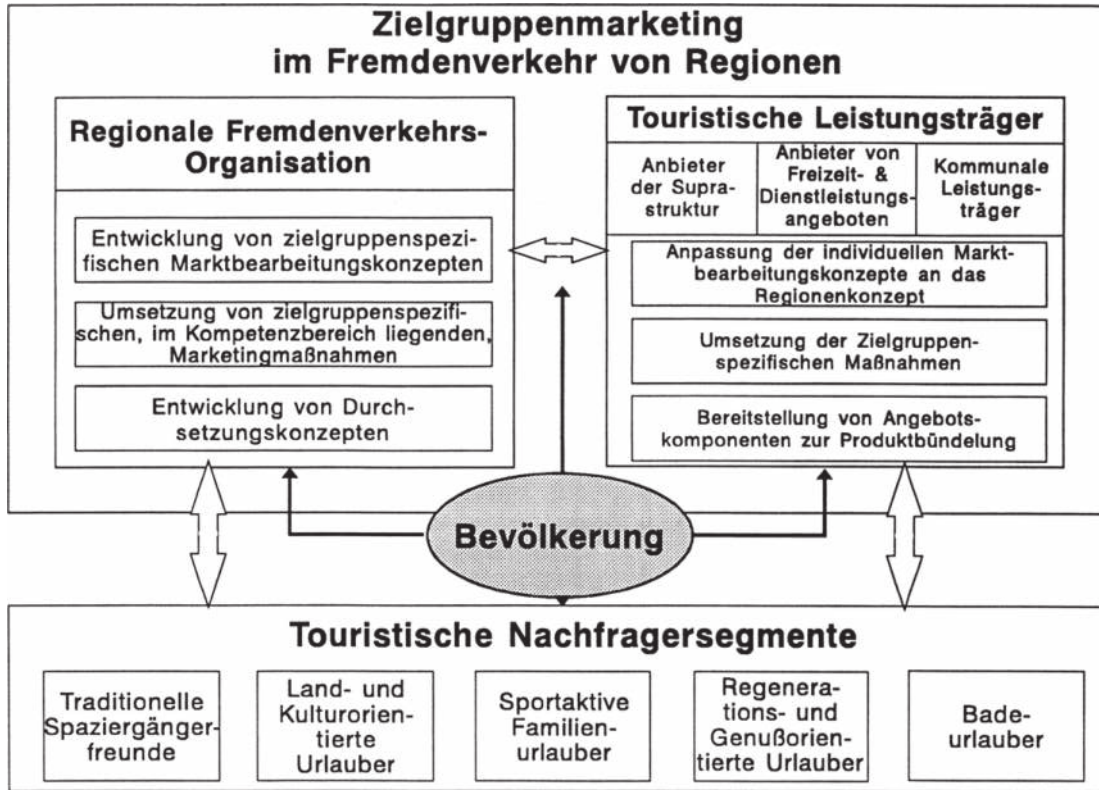 Zielgruppenmarketing
im Fremdenverkehr von Regionen
Regionale Fremdenverkehrs-
Organisation
Entwicklung von zielgruppenspezi-
fischen Marktbearbeitungskonzepten
Umsetzung von zielgruppenspezifi-
schen, im Kompetenzbereich liegenden,
Marketingmaßnahmen
Entwicklung von Durch-
setzungskonzepten
Touristische Leistungsträger
Anbieter
der Supra-
struktur
Anbieter von
Freizeit- &
Dienstleistungs-
angeboten
Kommunale
Leistungs-
träger
Anpassung der individuellen Markt-
bearbeitungskonzepte an das
Regionenkonzept
Umsetzung der Zielgruppen-
spezifischen Maßnahmen
Bereitstellung von Angebots-
komponenten zur Produktbündelung
Bevölkerung
Touristische Nachfragersegmente
Traditionelle
Spaziergänger-
freunde
Land- und
Kulturorien-
tierte
Urlauber
Sportaktive
Familien-
urlauber
Regenera-
tions- und
Genußorien-
tierte Urlauber
Bade-
urlauber